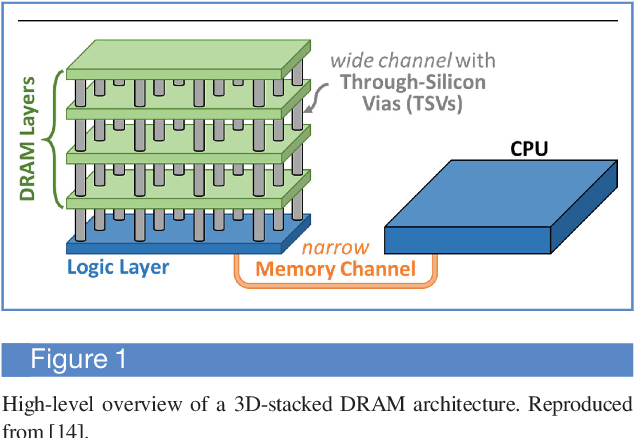 wide channel with
Through-Silicon
Vias (TSVs)
DRAM Layers
CPU
Logic Layer
narrow
Memory Channel
Figure 1
High-level overview of a 3D-stacked DRAM architecture. Reproduced
from [14].